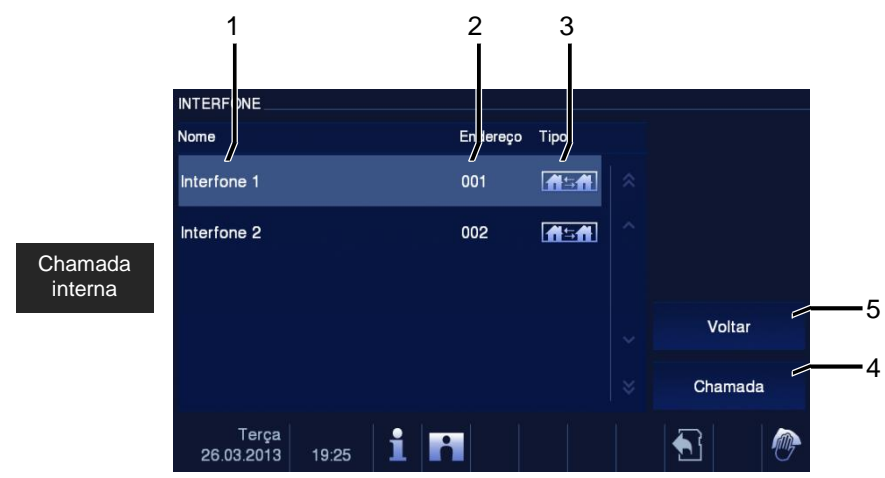 1 2 3
INTERFONE
Nome Endereço Tipo
Interfone 1 001
Interfone 2 002
Chamada
interna
Voltar 5
Chamada 4
Terça
26.03.2013 19:25